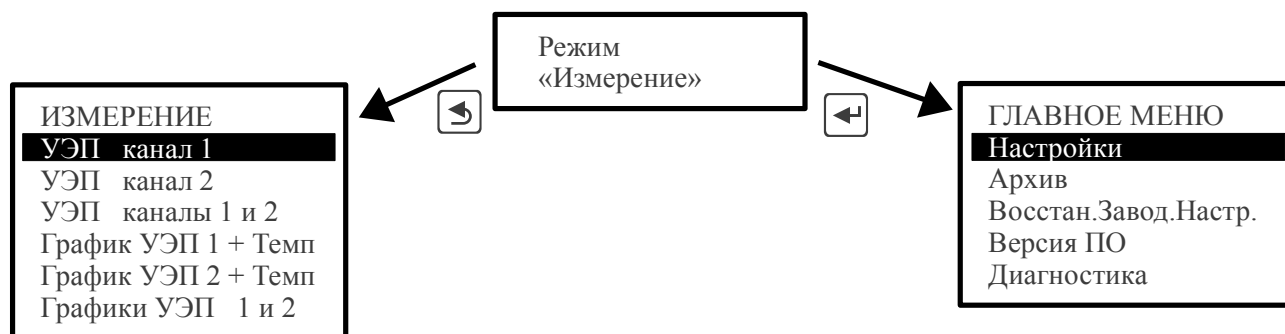 Режим
«Измерение»
ИЗМЕРЕНИЕ
УЭП канал 1
УЭП канал 2
УЭП каналы 1 и 2
График УЭП 1 + Темп
График УЭП 2 + Темп
Графики УЭП 1 и 2
ГЛАВНОЕ МЕНЮ
Настройки
Архив
Восстан.Завод.Настр.
Версия ПО
Диагностика